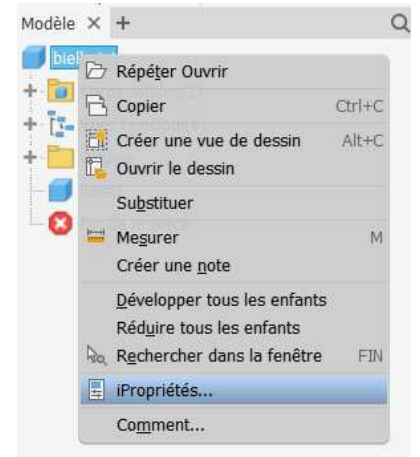 Modèle × +
Répéter Ouvrir
Copier Ctrl+C
Créer une vue de dessin Alt+C
Ouvrir le dessin
Substituer
Mesurer M
Créer une note
Développer tous les enfants
Réduire tous les enfants
Rechercher dans la fenêtre FIN
iPropriétés...
Comment...